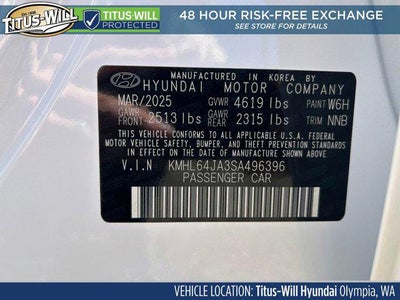 TITUS-WILL
TITUS WILL
PROTECTED
48 HOUR RISK-FREE EXCHANGE
SEE STORE FOR DETAILS
MANUFACTURED IN KOREA BY
HYUNDAI MOTOR COMPANY
MAR/2025 GVWR 4619 lbs PAINT W6H
GAWR FRONT 2513 lbs GAWR REAR 2315 lbs TRIM NNB
THIS VEHICLE CONFORMS TO ALL APPLICABLE U.S.A. FEDERAL
MOTOR VEHICLE SAFETY, BUMPER, AND THEFT PREVENTION
STANDARDS IN EFFECT ON THE DATE OF MANUFACTURE
SHOWN ABOVE.
V.I.N KMHL64JA3SA496396
PASSENGER CAR
VEHICLE LOCATION: Titus-Will Hyundai Olympia, WA